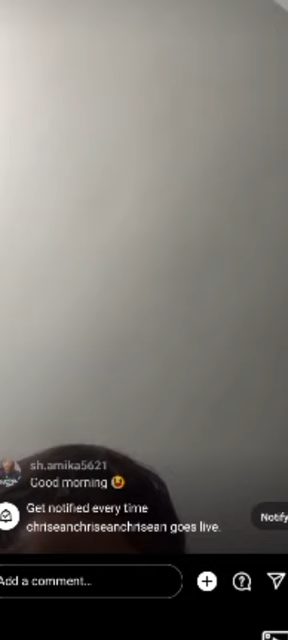 sh.amika5621
Good morning 😆
Get notified every time
chriseanchriseanchrisean goes live.
Notify
Add a comment...